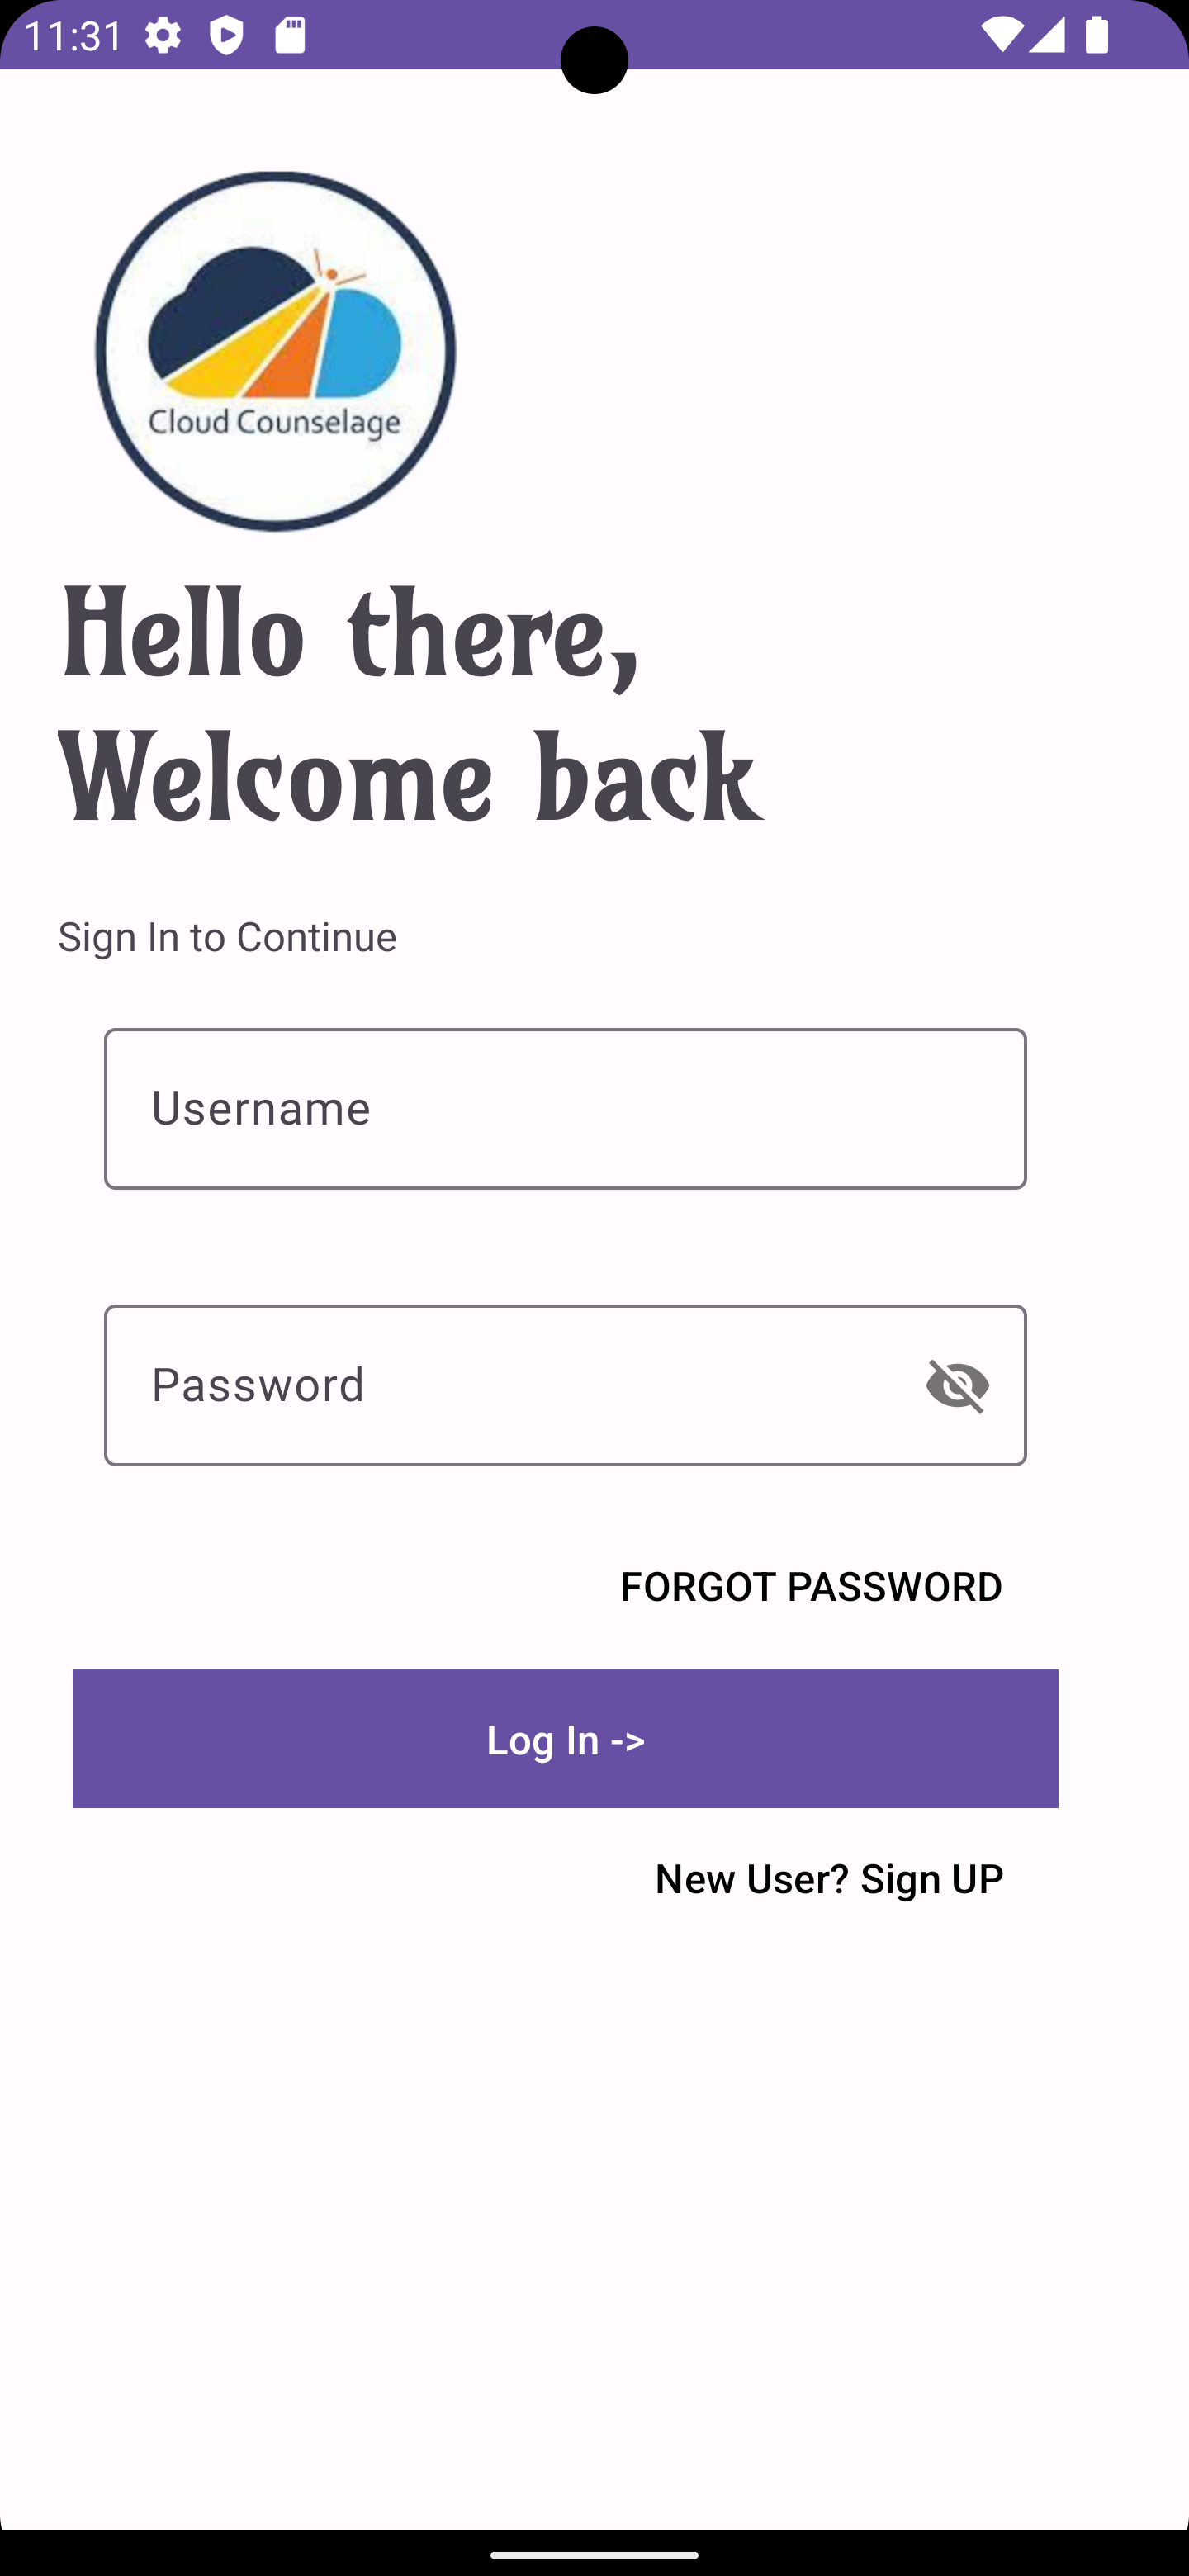 11:31
Cloud Counselage
Hello there,
Welcome back
Sign In to Continue
Username
Password
FORGOT PASSWORD
Log In ->
New User? Sign UP